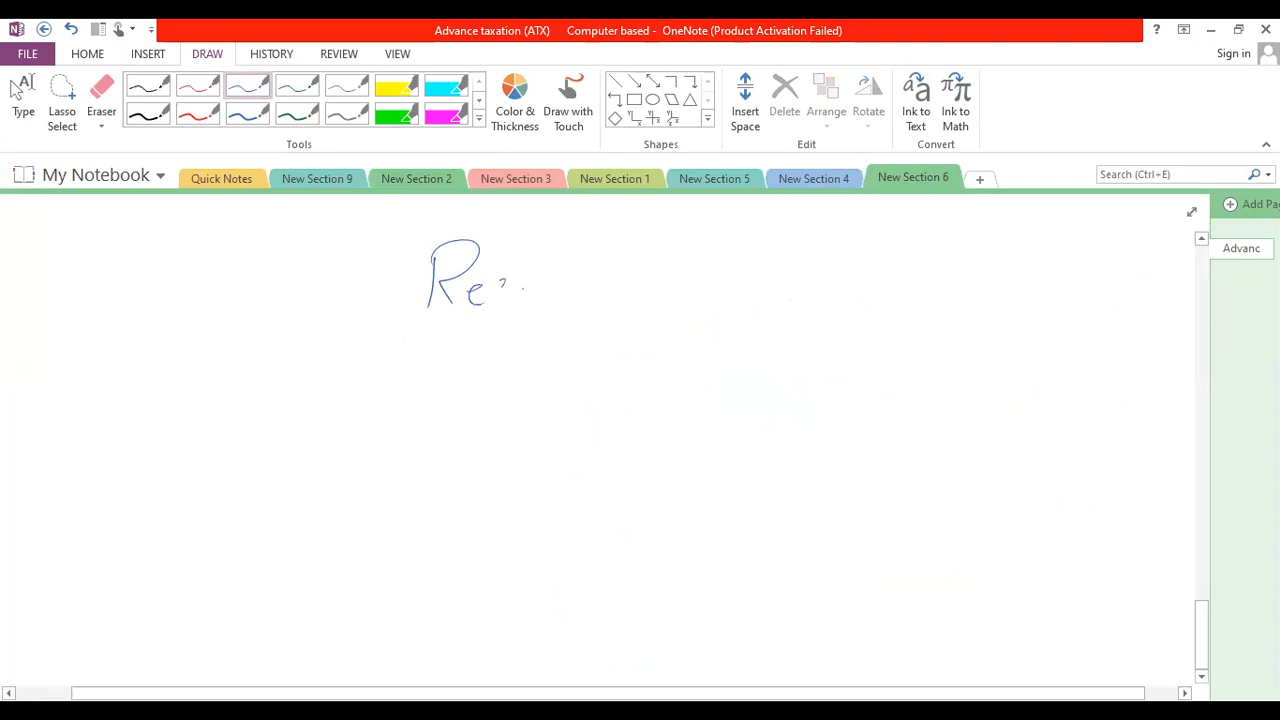 Advance taxation (ATX) Computer based - OneNote (Product Activation Failed)
Sign in
FILE HOME INSERT DRAW HISTORY REVIEW VIEW
Type
Lasso Select
Eraser
Color & Thickness
Draw with Touch
Insert Space
Delete
Arrange
Rotate
Ink to Text
Ink to Math
Tools
Shapes
Edit
Convert
My Notebook
Quick Notes New Section 9 New Section 2 New Section 3 New Section 1 New Section 5 New Section 4 New Section 6
Search (Ctrl+E)
Add Pag
Advanc
Re